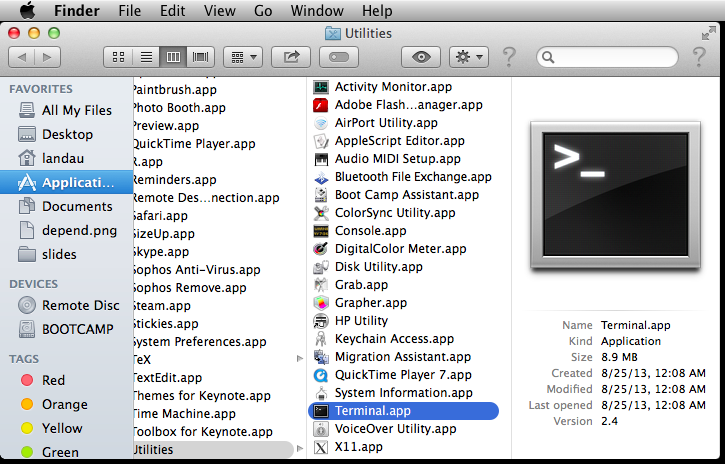 Finder File Edit View Go Window Help
Utilities
FAVORITES
All My Files
Desktop
landau
Applicati...
Documents
depend.png
slides
DEVICES
Remote Disc
BOOTCAMP
TAGS
Red
Orange
Yellow
Green
Paintbrush.app
Photo Booth.app
Preview.app
QuickTime Player.app
R.app
Reminders.app
Remote Des...nection.app
Safari.app
SizeUp.app
Skype.app
Sophos Anti-Virus.app
Sophos Remove.app
Steam.app
Stickies.app
System Preferences.app
TeX
TextEdit.app
Themes for Keynote.app
Time Machine.app
Toolbox for Keynote.app
Utilities
Activity Monitor.app
Adobe Flash...anager.app
AirPort Utility.app
AppleScript Editor.app
Audio MIDI Setup.app
Bluetooth File Exchange.app
Boot Camp Assistant.app
ColorSync Utility.app
Console.app
DigitalColor Meter.app
Disk Utility.app
Grab.app
Grapher.app
HP Utility
Keychain Access.app
Migration Assistant.app
QuickTime Player 7.app
System Information.app
Terminal.app
VoiceOver Utility.app
X11.app
>_
Name Terminal.app
Kind Application
Size 8.9 MB
Created 8/25/13, 12:08 AM
Modified 8/25/13, 12:08 AM
Last opened 8/25/13, 12:08 AM
Version 2.4